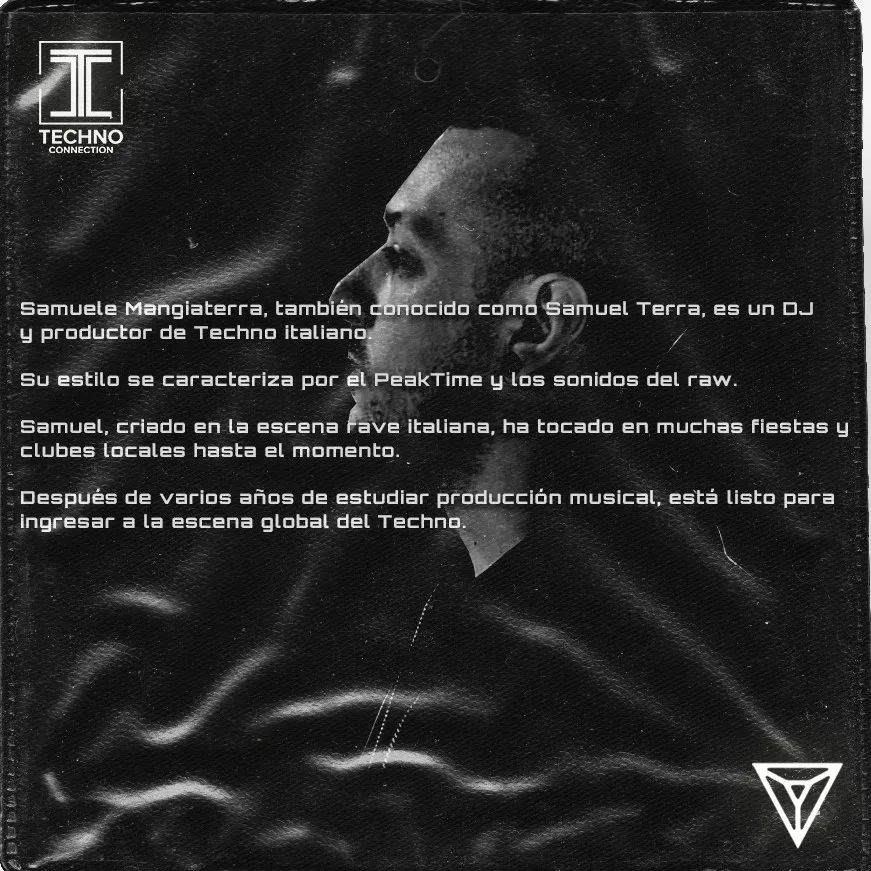 TECHNO
CONNECTION
Samuele Mangiaterra, también conocido como Samuel Terra, es un DJ
y productor de Techno italiano.
Su estilo se caracteriza por el PeakTime y los sonidos del raw.
Samuel, criado en la escena rave italiana, ha tocado en muchas fiestas y
clubes locales hasta el momento.
Después de varios años de estudiar producción musical, está listo para
ingresar a la escena global del Techno.